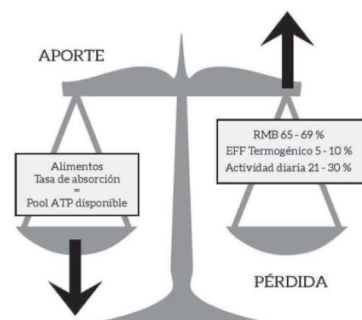 APORTE
RMB 65 - 69 %
EFF Termogénico 5 - 10 %
Actividad diaria 21 - 30 %
Alimentos
Tasa de absorción
=
Pool ATP disponible
PÉRDIDA